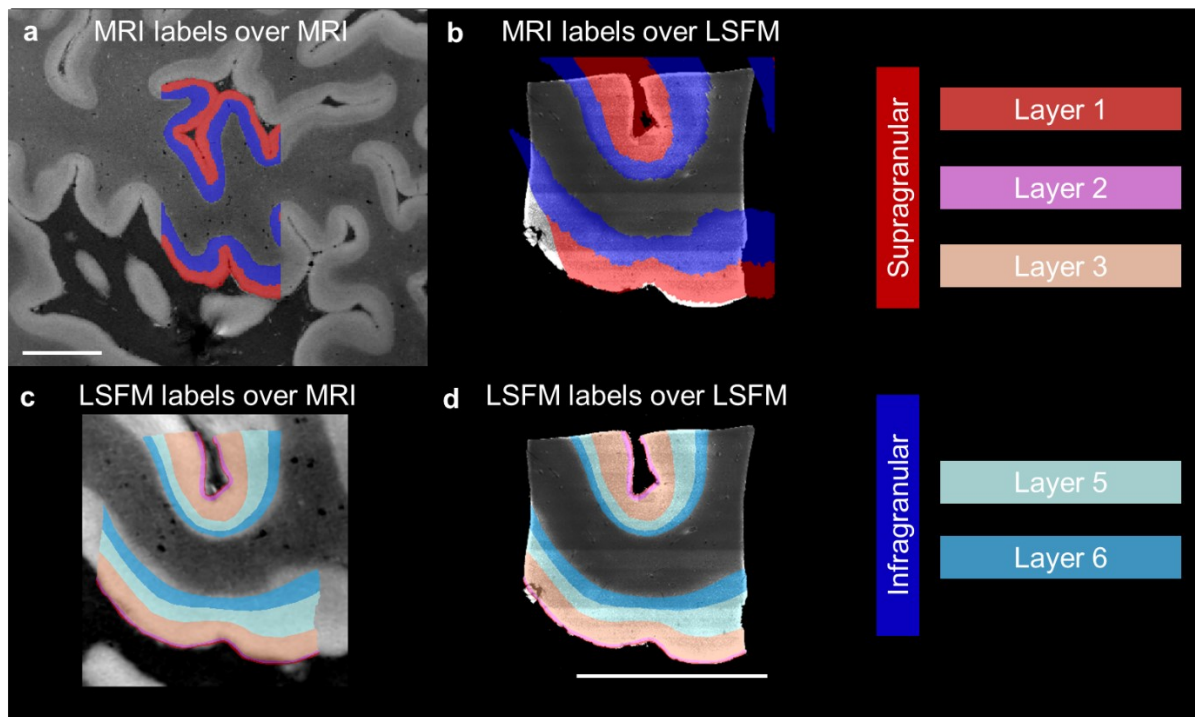 a MRI labels over MRI
b MRI labels over LSFM
Supragranular
Layer 1
Layer 2
Layer 3
c LSFM labels over MRI
d LSFM labels over LSFM
Infragranular
Layer 5
Layer 6